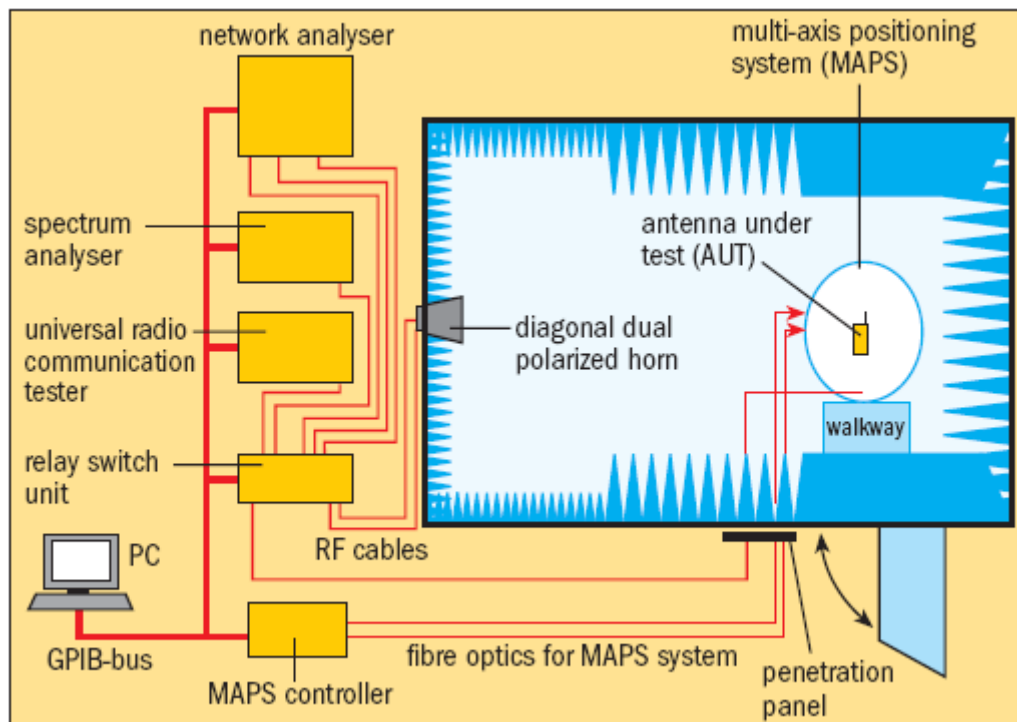 network analyser
multi-axis positioning
system (MAPS)
spectrum
analyser
antenna under
test (AUT)
universal radio
communication
tester
diagonal dual
polarized horn
walkway
relay switch
unit
RF cables
PC
GPIB-bus
MAPS controller
fibre optics for MAPS system
penetration
panel